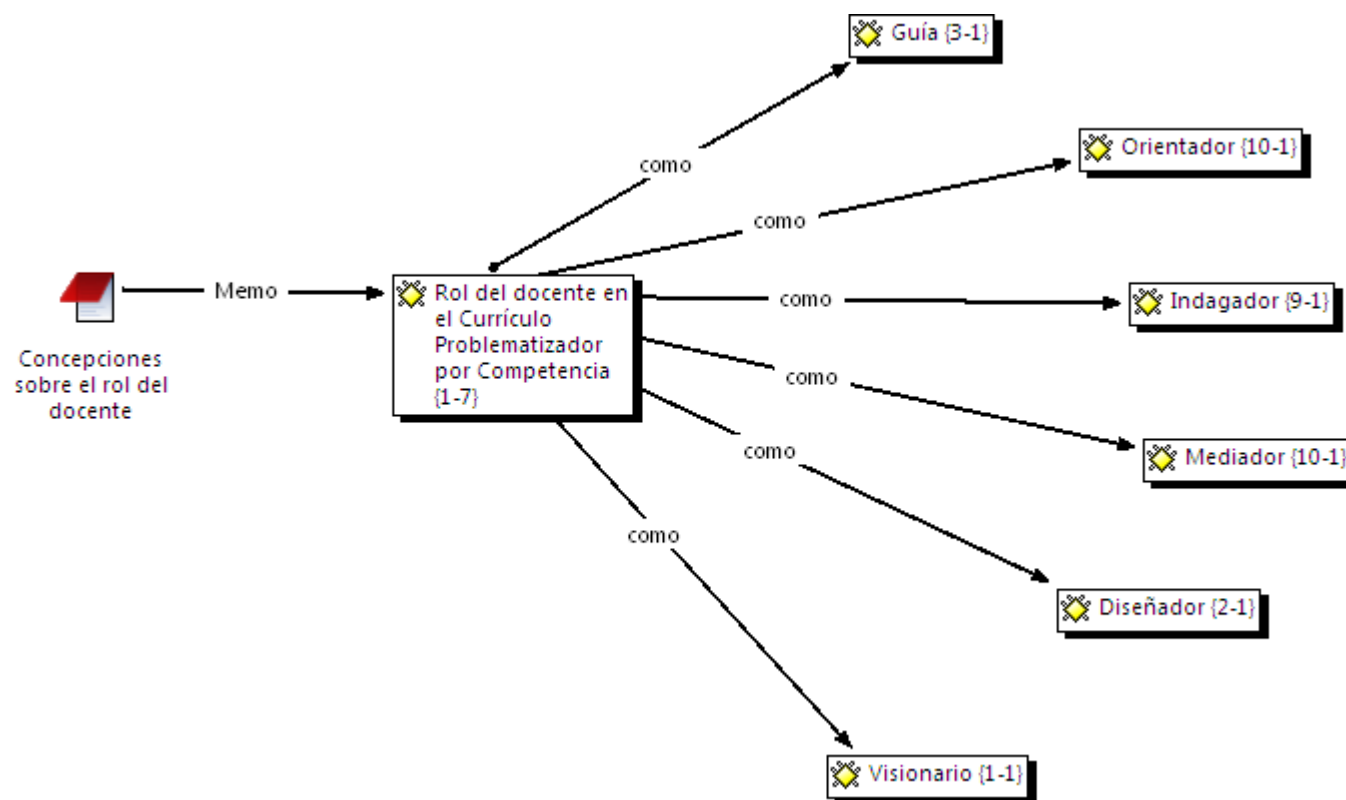 Guía {3-1}
como
Orientador {10-1}
como
Memo
Concepciones
sobre el rol del
docente
Rol del docente en
el Currículo
Problematizador
por Competencia
{1-7}
como
Indagador {9-1}
como
Mediador {10-1}
como
Diseñador {2-1}
como
Visionario {1-1}